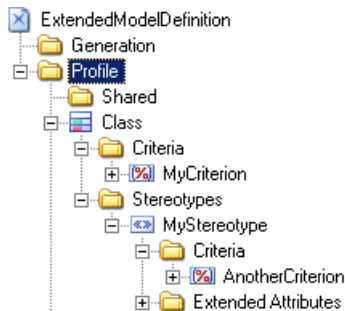 ExtendedModelDefinition
Generation
Profile
Shared
Class
Criteria
MyCriterion
Stereotypes
MyStereotype
Criteria
AnotherCriterion
Extended Attributes